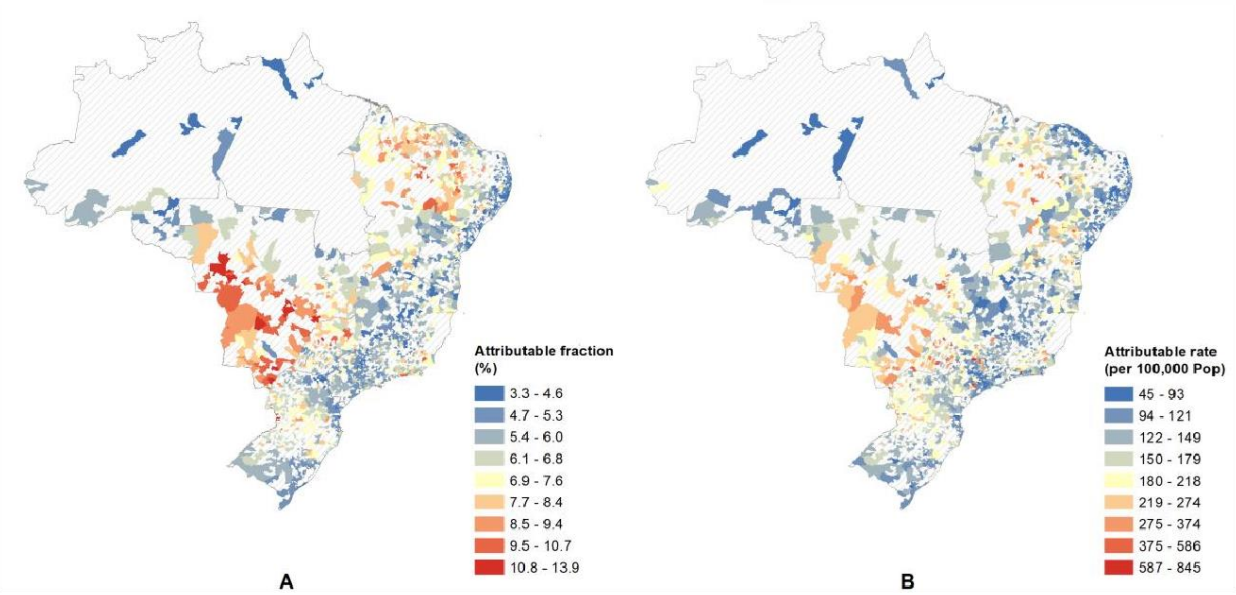 Attributable fraction
(%)
3.3 - 4.6
4.7 - 5.3
5.4 - 6.0
6.1 - 6.8
6.9 - 7.6
7.7 - 8.4
8.5 - 9.4
9.5 - 10.7
10.8 - 13.9
A
Attributable rate
(per 100,000 Pop)
45 - 93
94 - 121
122 - 149
150 - 179
180 - 218
219 - 274
275 - 374
375 - 586
587 - 845
B